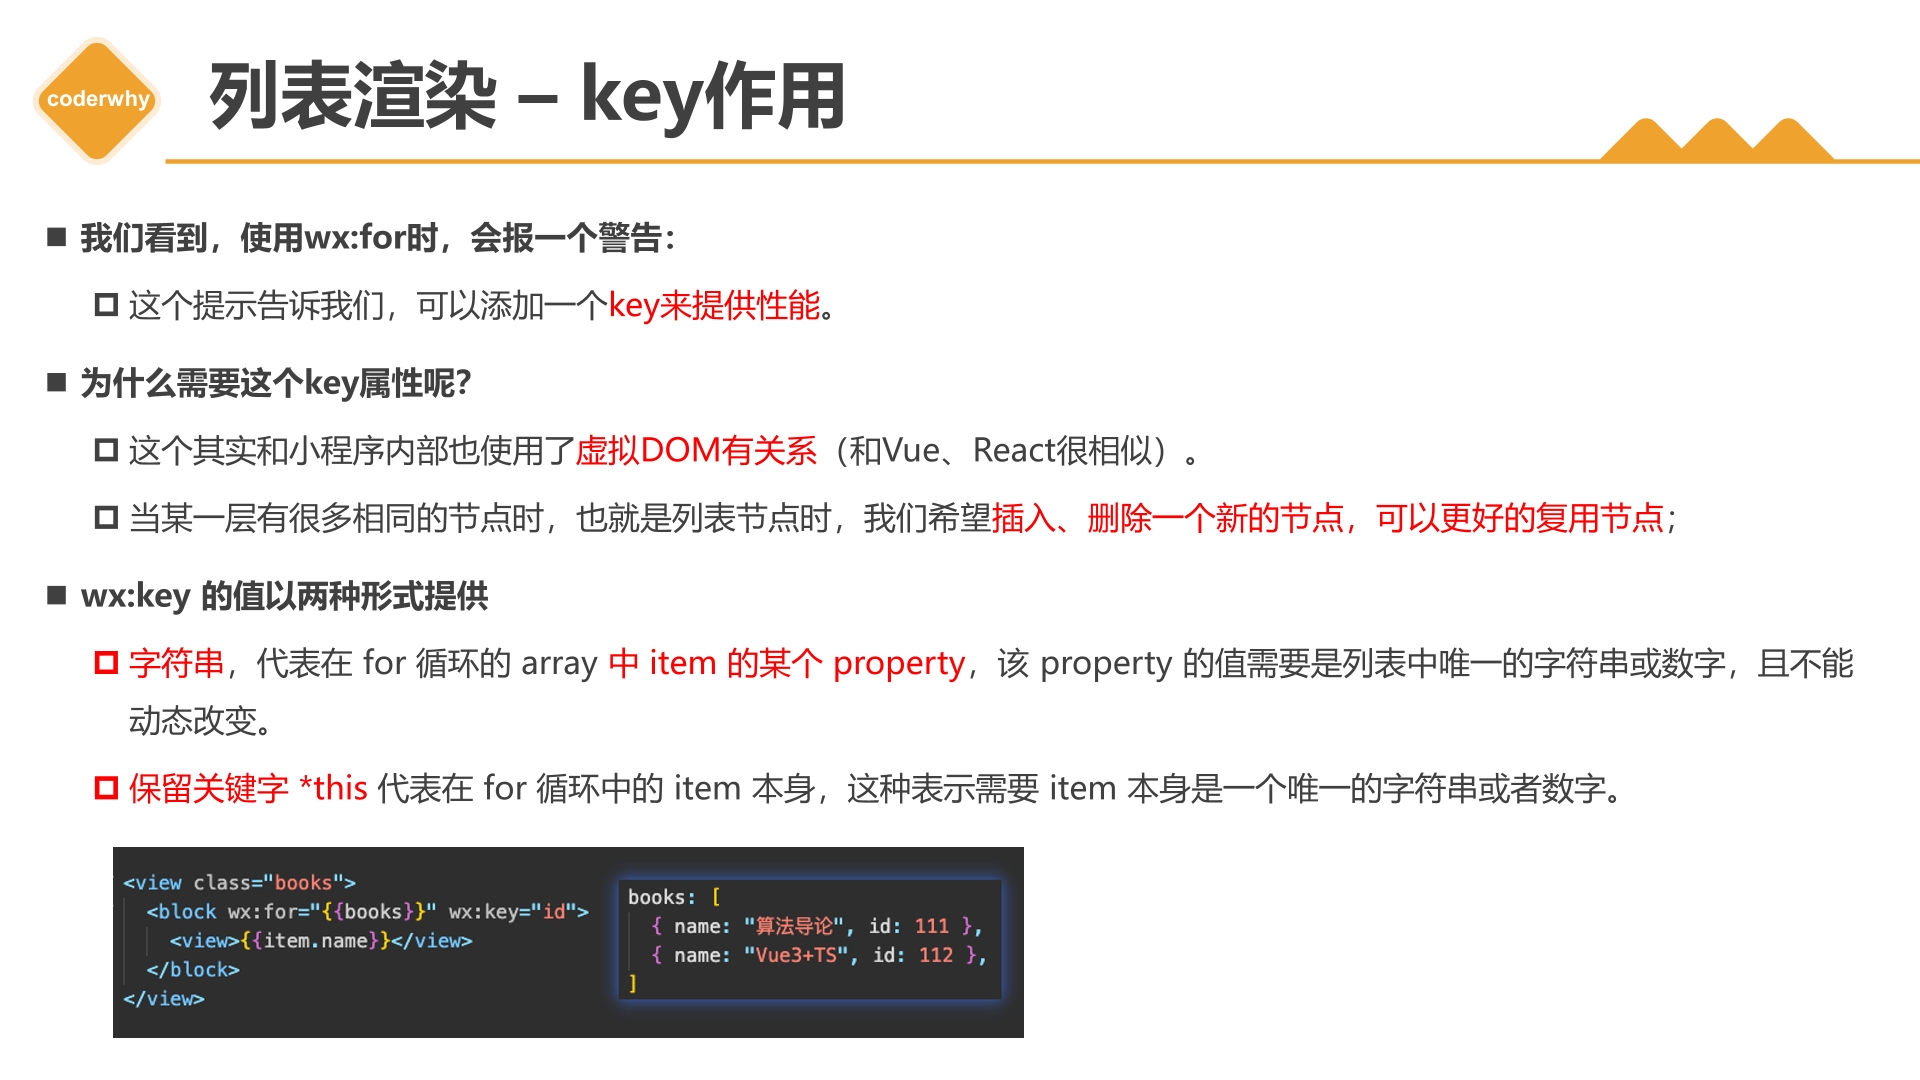 coderwhy
列表渲染 – key作用
我们看到，使用wx:for时，会报一个警告：
这个提示告诉我们，可以添加一个key来提供性能。
为什么需要这个key属性呢？
这个其实和小程序内部也使用了虚拟DOM有关系（和Vue、React很相似）。
当某一层有很多相同的节点时，也就是列表节点时，我们希望插入、删除一个新的节点，可以更好的复用节点；
wx:key 的值以两种形式提供
字符串，代表在 for 循环的 array 中 item 的某个 property，该 property 的值需要是列表中唯一的字符串或数字，且不能
动态改变。
保留关键字 *this 代表在 for 循环中的 item 本身，这种表示需要 item 本身是一个唯一的字符串或者数字。
<view class="books">
<block wx:for="{{books}}" wx:key="id">
<view>{{item.name}}</view>
</block>
</view>
books: [
{ name: "算法导论", id: 111 },
{ name: "Vue3+TS", id: 112 },
]